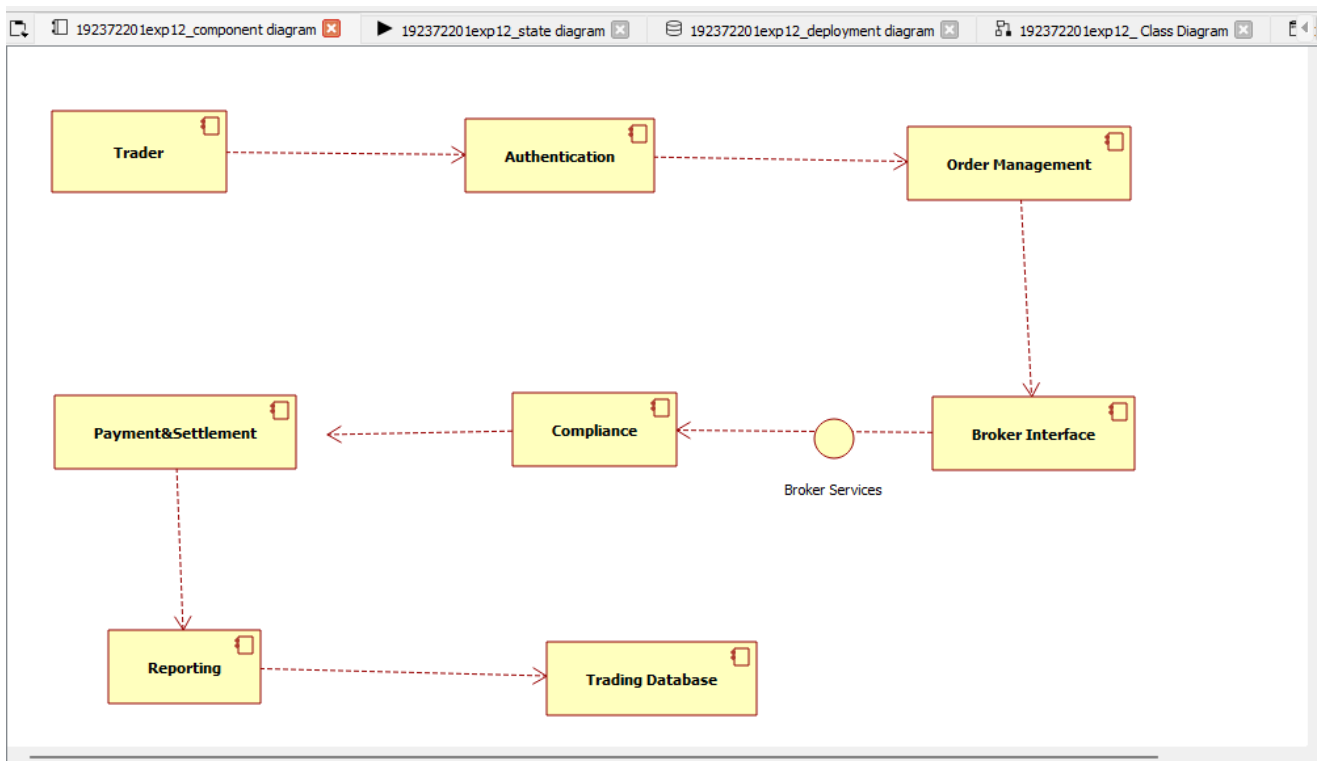 192372201exp12_component diagram
192372201exp12_state diagram
192372201exp12_deployment diagram
192372201exp12_ Class Diagram
Trader
Authentication
Order Management
Payment&Settlement
Compliance
Broker Interface
Broker Services
Reporting
Trading Database